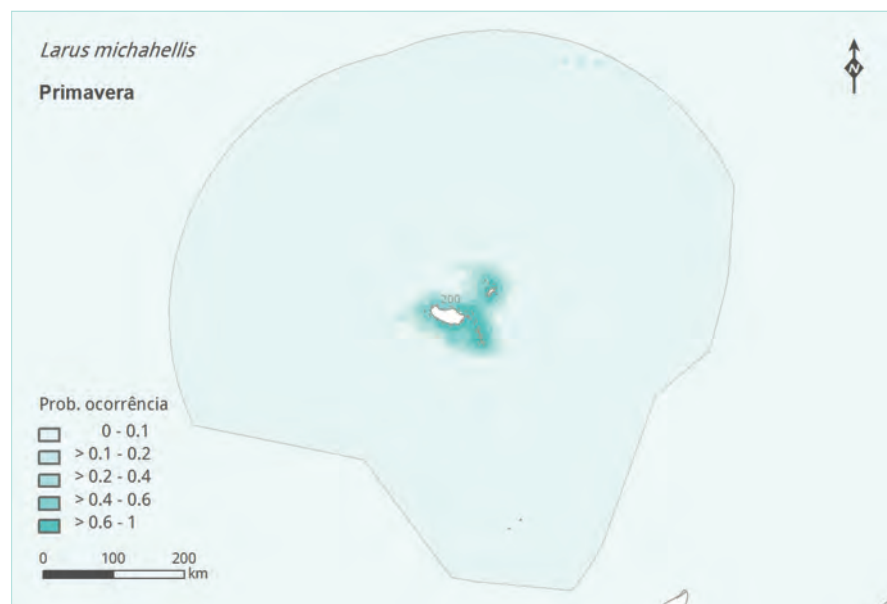 Larus michahellis
Primavera
N
200
Prob. ocorrência
0 - 0.1
> 0.1 - 0.2
> 0.2 - 0.4
> 0.4 - 0.6
> 0.6 - 1
0 100 200
km